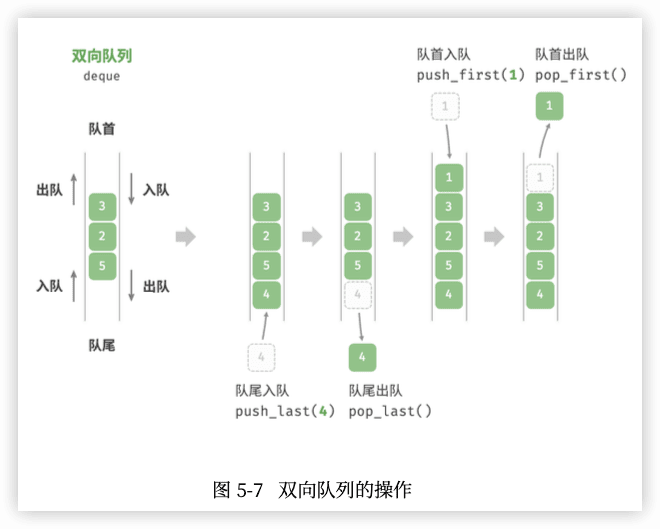 双向队列
deque
队首
出队
入队
3
2
5
入队
出队
队尾
3
2
5
4
4
队尾入队
push_last(4)
3
2
5
4
4
队尾出队
pop_last()
队首入队
push_first(1)
1
1
3
2
5
4
队首出队
pop_first()
1
1
3
2
5
4
图 5-7 双向队列的操作